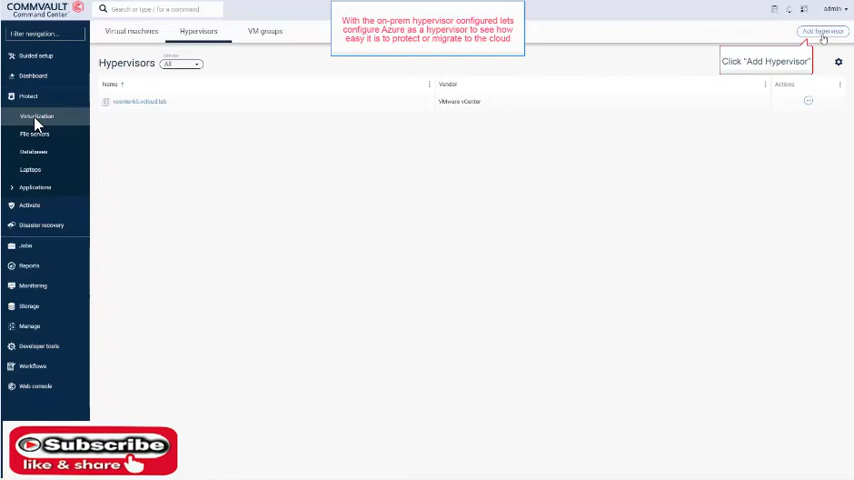 COMMVAULT
Command Center
Search or type / for a command
admin
Filter navigation...
Guided setup
Dashboard
Protect
Virtualization
File servers
Databases
Laptops
Applications
Activate
Disaster recovery
Jobs
Reports
Monitoring
Storage
Manage
Developer tools
Workflows
Web console
Virtual machines Hypervisors VM groups
Add hypervisor
With the on-prem hypervisor configured lets
configure Azure as a hypervisor to see how
easy it is to protect or migrate to the cloud
Click "Add Hypervisor"
Hypervisors
All
Name ↑ Vendor Actions
vcenter65.vcloud.lab VMware vCenter
Subscribe
like & share